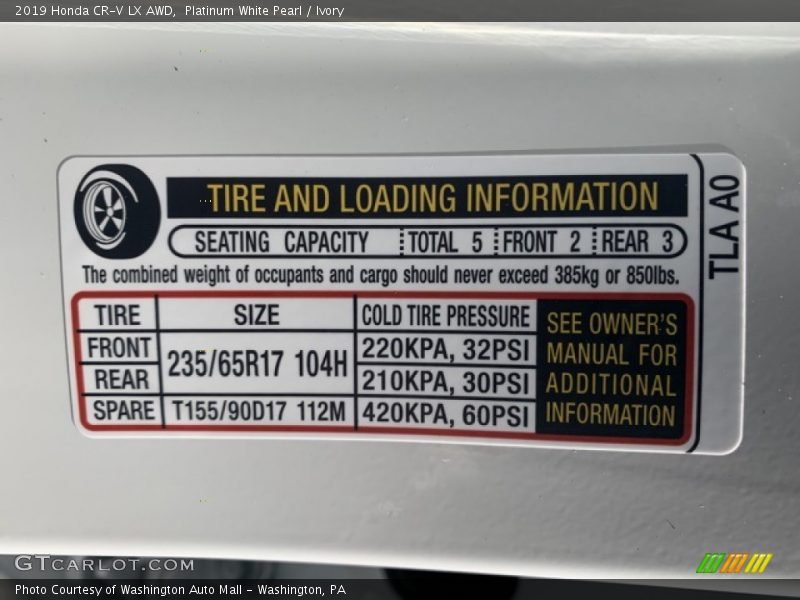 2019 Honda CR-V LX AWD, Platinum White Pearl / Ivory
TIRE AND LOADING INFORMATION
SEATING CAPACITY TOTAL 5 FRONT 2 REAR 3
The combined weight of occupants and cargo should never exceed 385kg or 850lbs.
TIRE SIZE COLD TIRE PRESSURE
FRONT 235/65R17 104H 220KPA, 32PSI
REAR 210KPA, 30PSI
SPARE T155/90D17 112M 420KPA, 60PSI
SEE OWNER'S
MANUAL FOR
ADDITIONAL
INFORMATION
TLA A0
GTCARLOT.COM
Photo Courtesy of Washington Auto Mall - Washington, PA